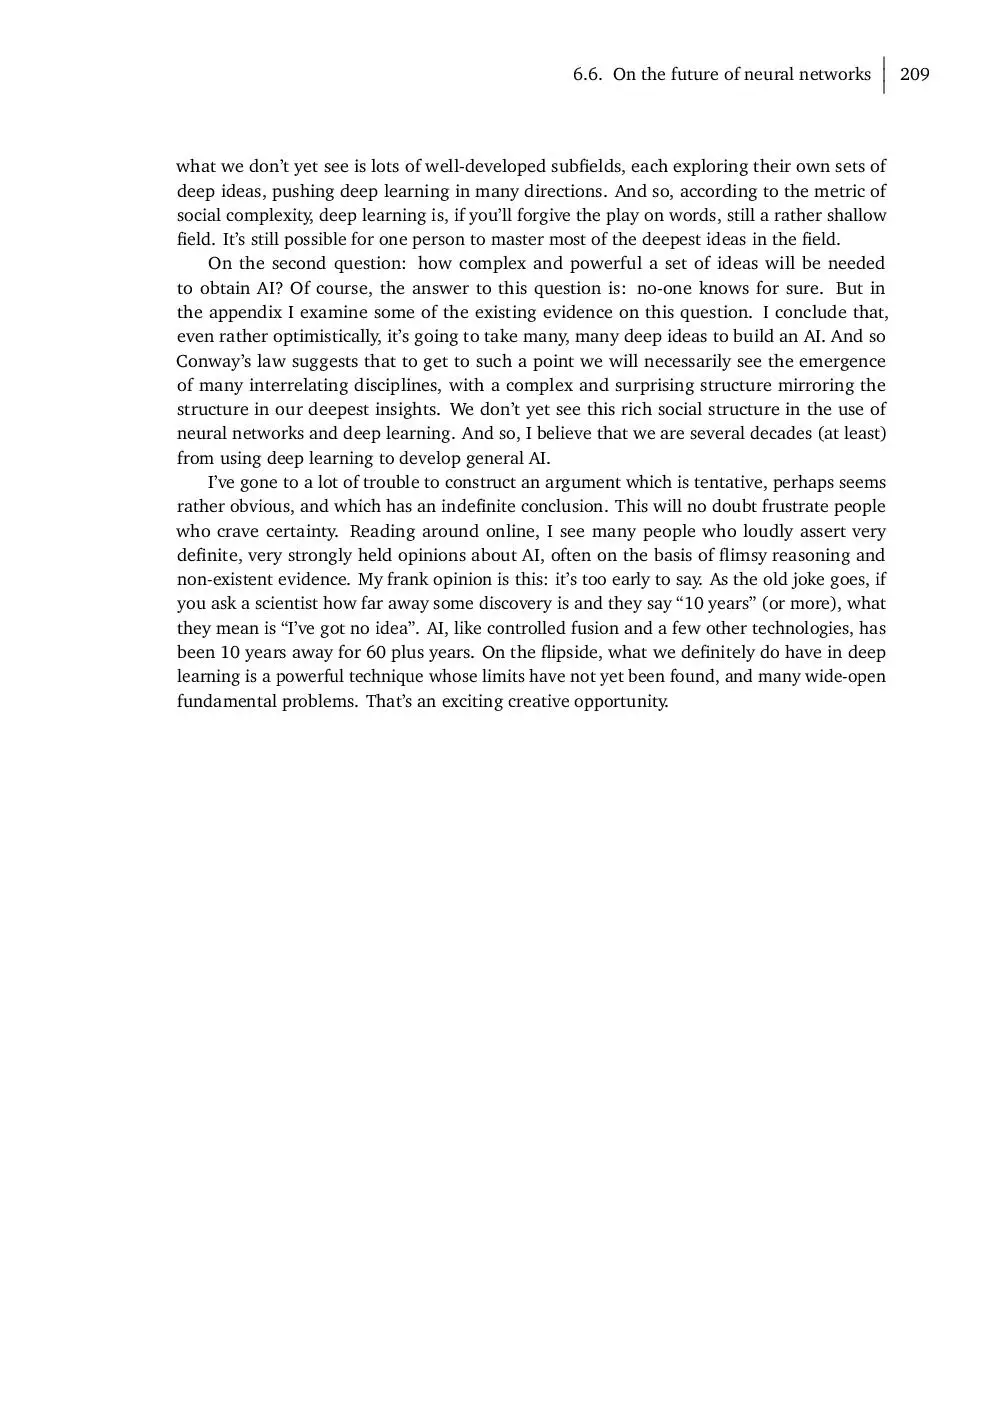 6.6. On the future of neural networks 209
what we don’t yet see is lots of well-developed subfields, each exploring their own sets of
deep ideas, pushing deep learning in many directions. And so, according to the metric of
social complexity, deep learning is, if you’ll forgive the play on words, still a rather shallow
field. It’s still possible for one person to master most of the deepest ideas in the field.
On the second question: how complex and powerful a set of ideas will be needed
to obtain AI? Of course, the answer to this question is: no-one knows for sure. But in
the appendix I examine some of the existing evidence on this question. I conclude that,
even rather optimistically, it’s going to take many, many deep ideas to build an AI. And so
Conway’s law suggests that to get to such a point we will necessarily see the emergence
of many interrelating disciplines, with a complex and surprising structure mirroring the
structure in our deepest insights. We don’t yet see this rich social structure in the use of
neural networks and deep learning. And so, I believe that we are several decades (at least)
from using deep learning to develop general AI.
I’ve gone to a lot of trouble to construct an argument which is tentative, perhaps seems
rather obvious, and which has an indefinite conclusion. This will no doubt frustrate people
who crave certainty. Reading around online, I see many people who loudly assert very
definite, very strongly held opinions about AI, often on the basis of flimsy reasoning and
non-existent evidence. My frank opinion is this: it’s too early to say. As the old joke goes, if
you ask a scientist how far away some discovery is and they say “10 years” (or more), what
they mean is “I’ve got no idea”. AI, like controlled fusion and a few other technologies, has
been 10 years away for 60 plus years. On the flipside, what we definitely do have in deep
learning is a powerful technique whose limits have not yet been found, and many wide-open
fundamental problems. That’s an exciting creative opportunity.